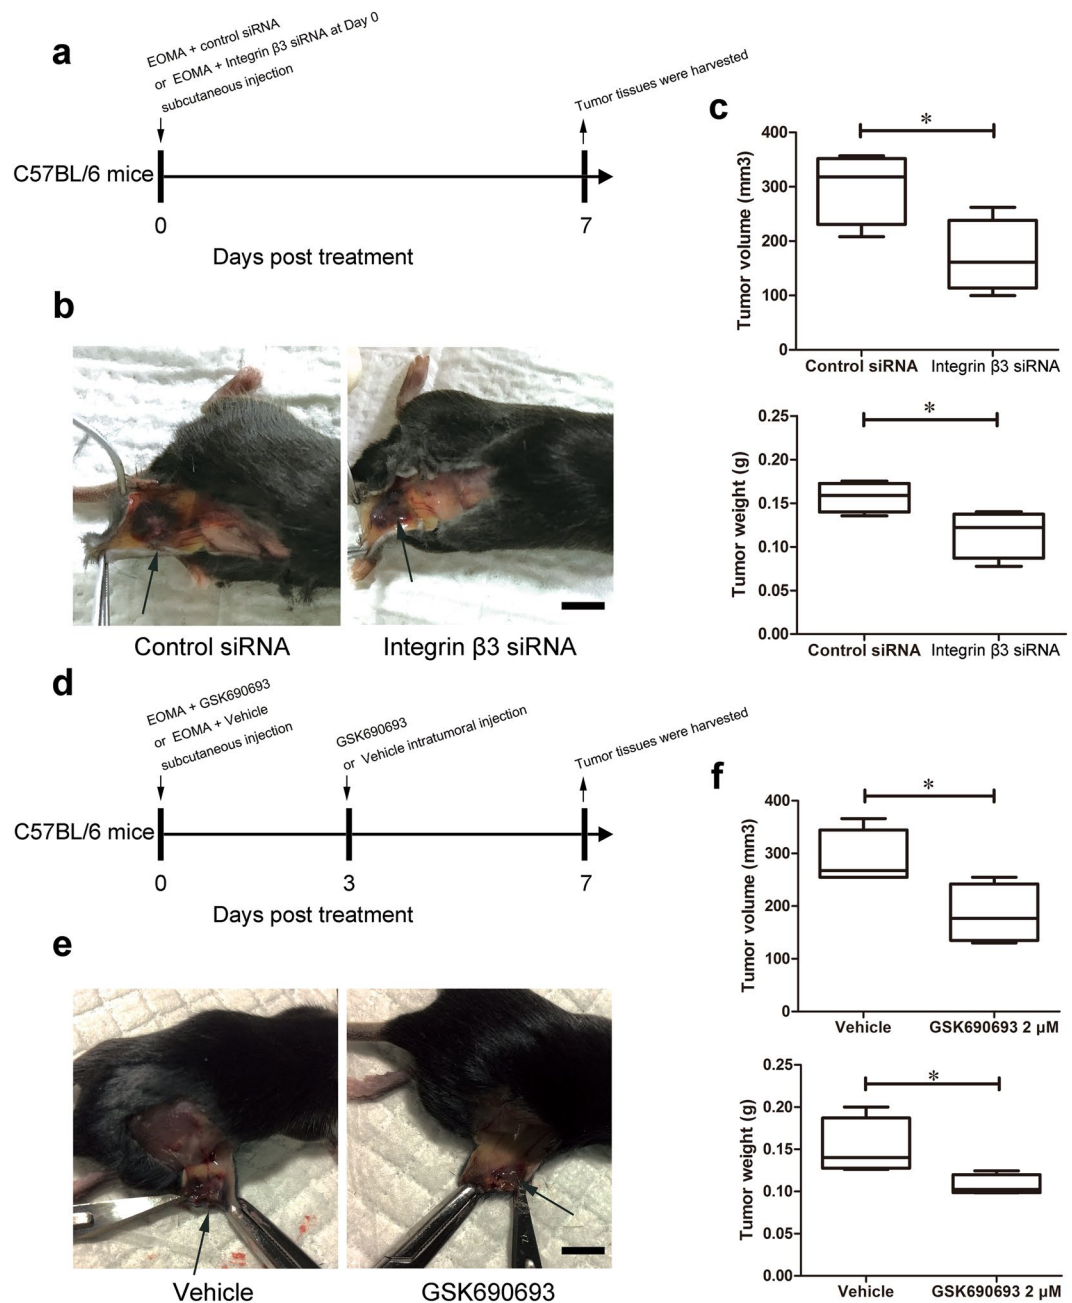 a
EOMA + control siRNA
or EOMA + Integrin β3 siRNA at Day 0
subcutaneous injection
Tumor tissues were harvested
C57BL/6 mice
0
7
Days post treatment
b
Control siRNA
Integrin β3 siRNA
c
*
Tumor volume (mm3)
400
300
200
100
0
Control siRNA
Integrin β3 siRNA
*
Tumor weight (g)
0.25
0.20
0.15
0.10
0.05
0.00
Control siRNA
Integrin β3 siRNA
d
EOMA + GSK690693
or EOMA + Vehicle
subcutaneous injection
GSK690693
or Vehicle intratumoral injection
Tumor tissues were harvested
C57BL/6 mice
0
3
7
Days post treatment
e
Vehicle
GSK690693
f
*
Tumor volume (mm3)
400
300
200
100
0
Vehicle
GSK690693 2 μM
*
Tumor weight (g)
0.25
0.20
0.15
0.10
0.05
0.00
Vehicle
GSK690693 2 μM